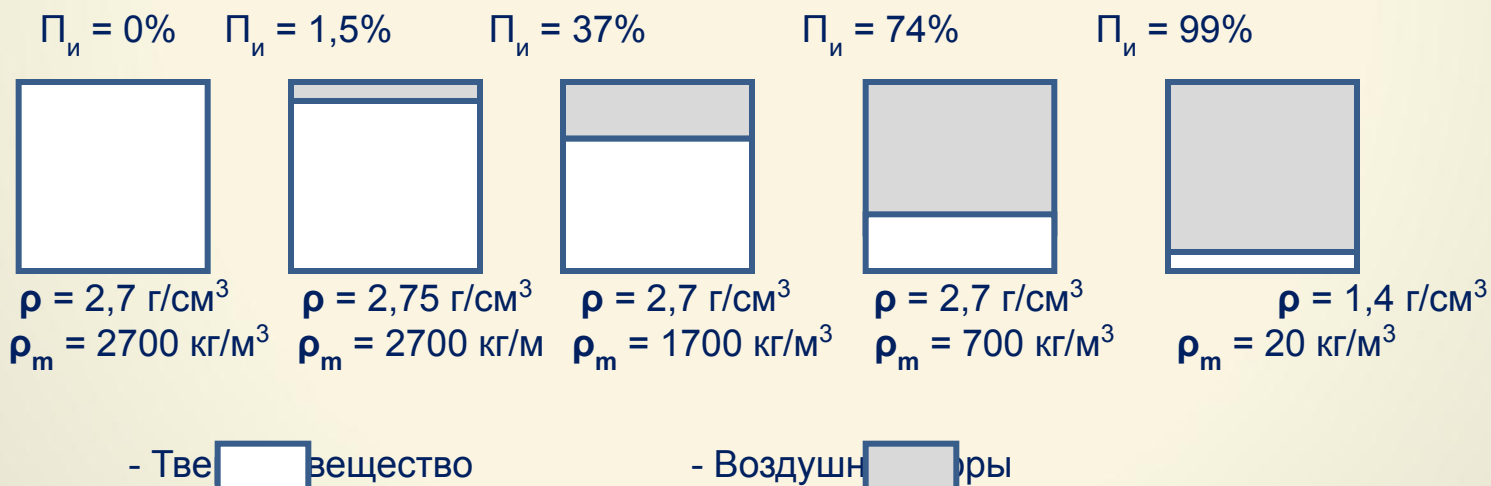 Пи = 0% Пи = 1,5% Пи = 37% Пи = 74% Пи = 99%
ρ = 2,7 г/см³ ρ = 2,75 г/см³ ρ = 2,7 г/см³ ρ = 2,7 г/см³ ρ = 1,4 г/см³
ρm = 2700 кг/м³ ρm = 2700 кг/м ρm = 1700 кг/м³ ρm = 700 кг/м³ ρm = 20 кг/м³
- Тве вещество - Воздушн оры